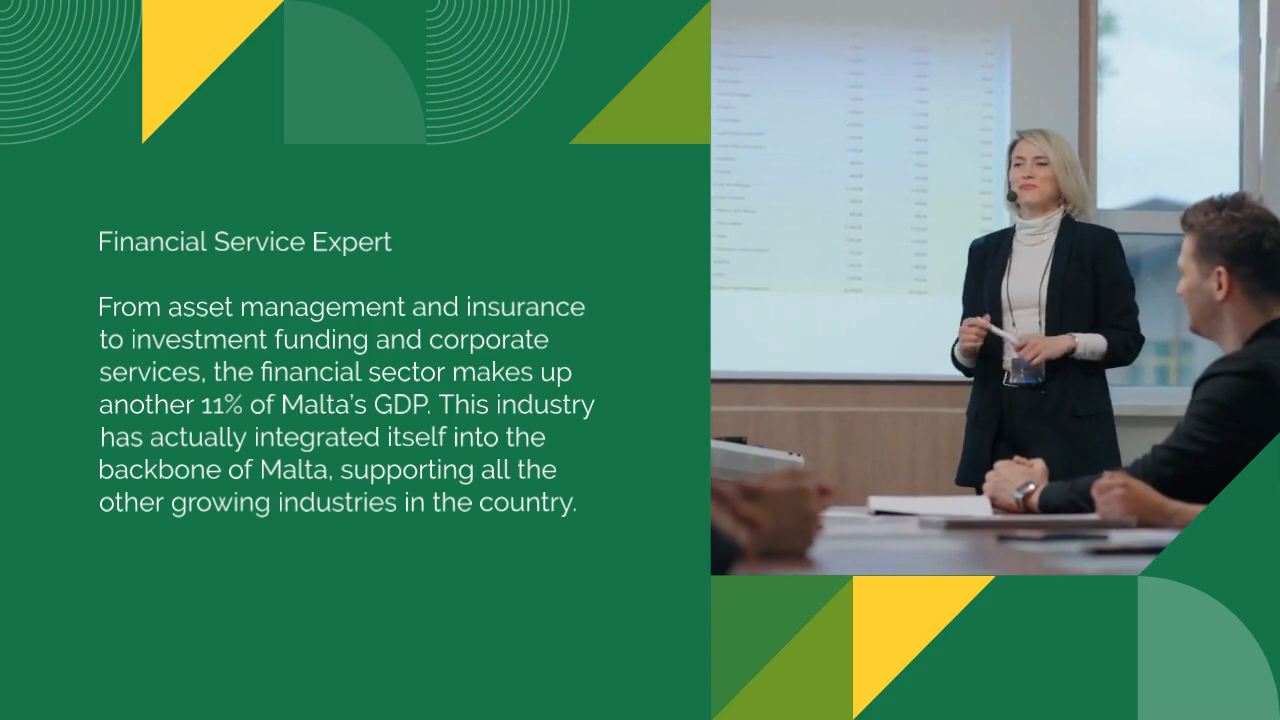 Financial Service Expert
From asset management and insurance
to investment funding and corporate
services, the financial sector makes up
another 11% of Malta's GDP. This industry
has actually integrated itself into the
backbone of Malta, supporting all the
other growing industries in the country.